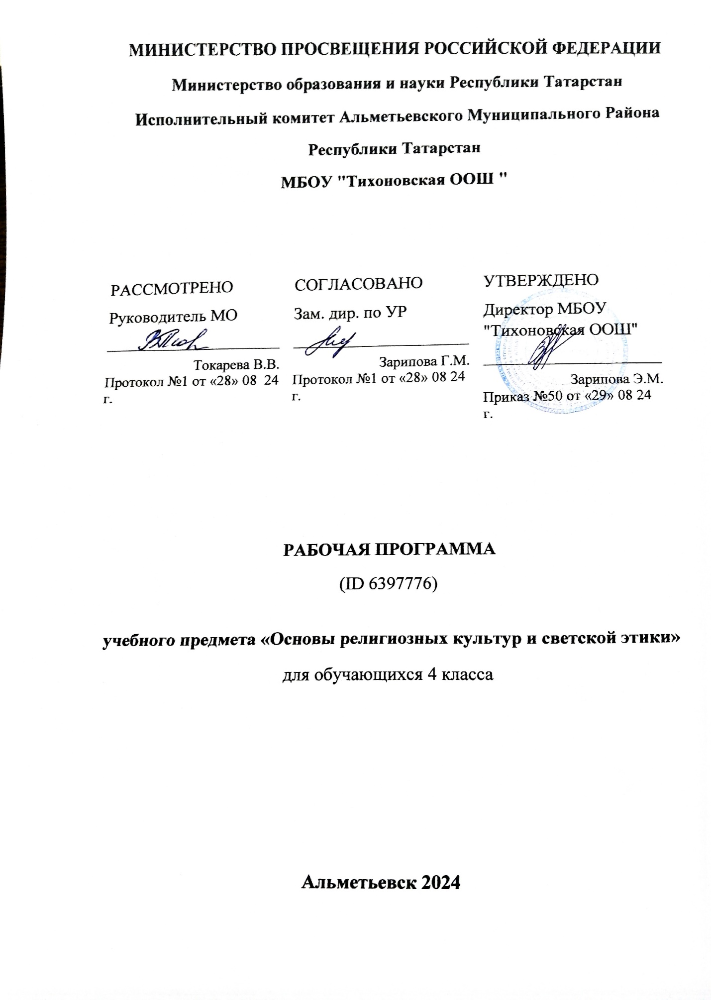 МИНИСТЕРСТВО ПРОСВЕЩЕНИЯ РОССИЙСКОЙ ФЕДЕРАЦИИ
Министерство образования и науки Республики Татарстан
Исполнительный комитет Альметьевского Муниципального Района
Республики Татарстан
МБОУ "Тихоновская ООШ "
РАССМОТРЕНО
Руководитель МО
Токарева В.В.
Протокол №1 от «28» 08 24
г.
СОГЛАСОВАНО
Зам. дир. по УР
Зарипова Г.М.
Протокол №1 от «28» 08 24
г.
УТВЕРЖДЕНО
Директор МБОУ
"Тихоновская ООШ"
Зарипова Э.М.
Приказ №50 от «29» 08 24
г.
РАБОЧАЯ ПРОГРАММА
(ID 6397776)
учебного предмета «Основы религиозных культур и светской этики»
для обучающихся 4 класса
Альметьевск 2024